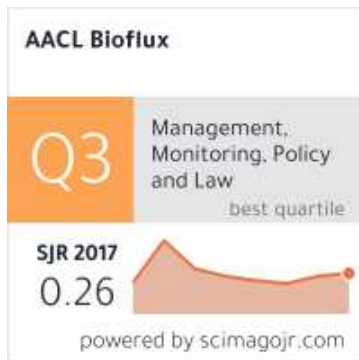 AACL Bioflux
Q3
Management,
Monitoring, Policy
and Law
best quartile
SJR 2017
0.26
powered by scimagojr.com